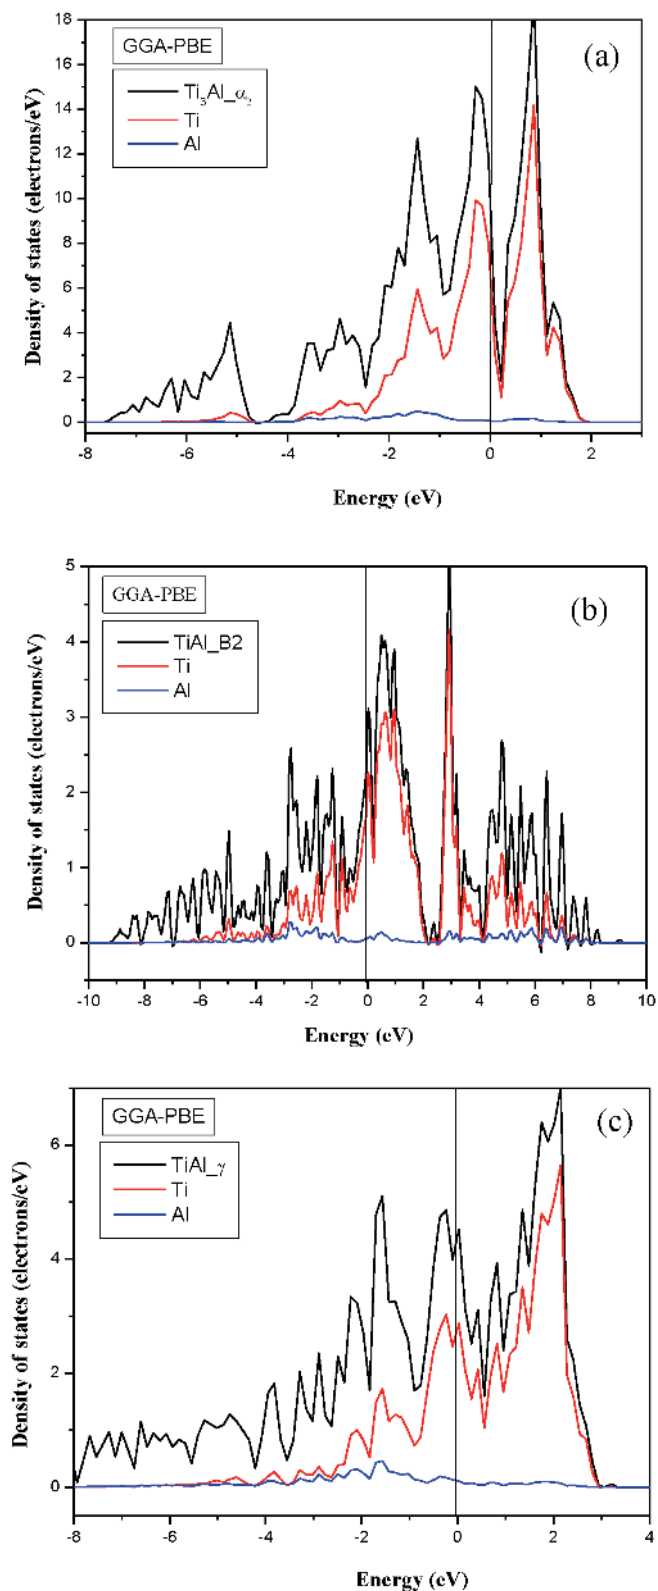 GGA-PBE
(a)
Ti₃Al_α₂
Ti
Al
18
16
14
12
10
8
6
4
2
0
Density of states (electrons/eV)
-8 -6 -4 -2 0 2
Energy (eV)
GGA-PBE
(b)
TiAl_B2
Ti
Al
5
4
3
2
1
0
Density of states (electrons/eV)
-10 -8 -6 -4 -2 0 2 4 6 8 10
Energy (eV)
GGA-PBE
(c)
TiAl_γ
Ti
Al
6
4
2
0
Density of states (electrons/eV)
-8 -6 -4 -2 0 2 4
Energy (eV)